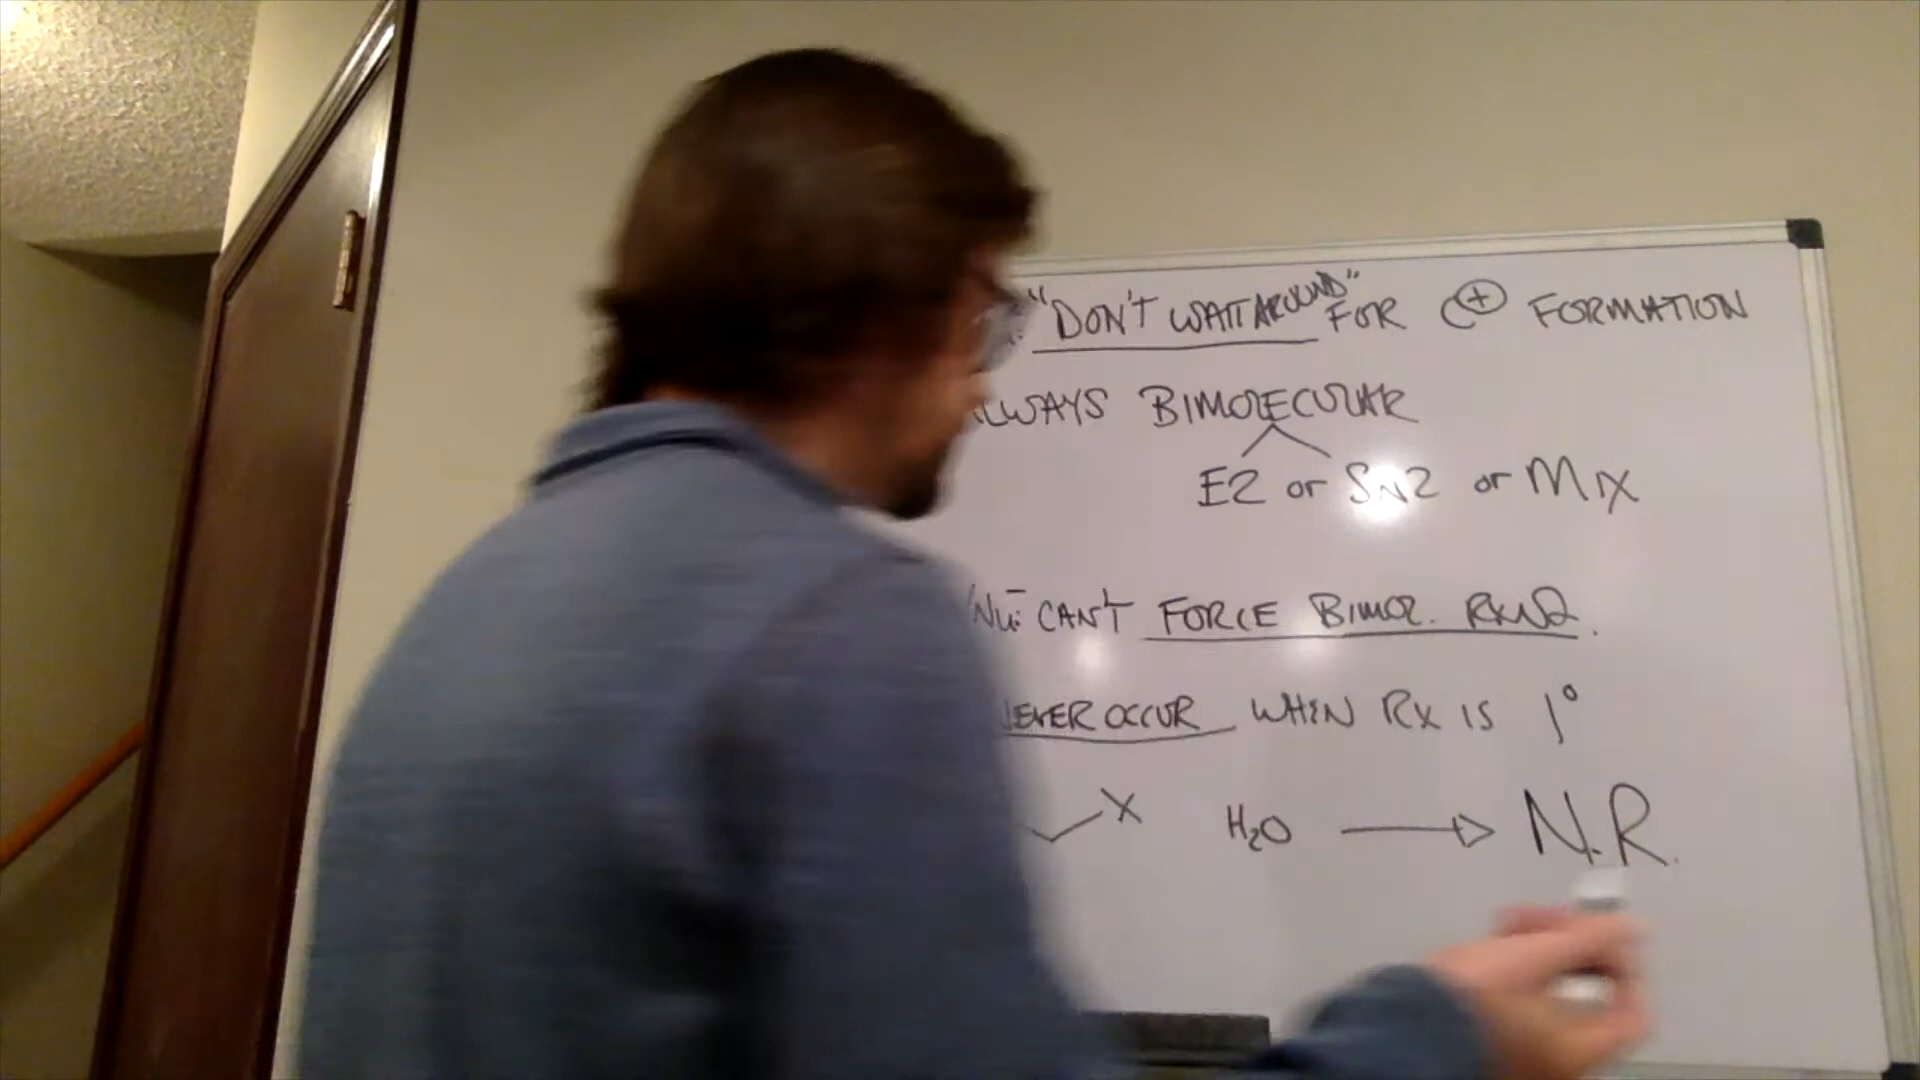 "DON'T WAIT AROUND" FOR C⊕ FORMATION
LWAYS BIMOLECULAR
E2 or SN2 or MIX
Nu:⁻ CAN'T FORCE BIMOL. RXNS.
EVER OCCUR WHEN RX IS 1°
X H₂O → N.R.